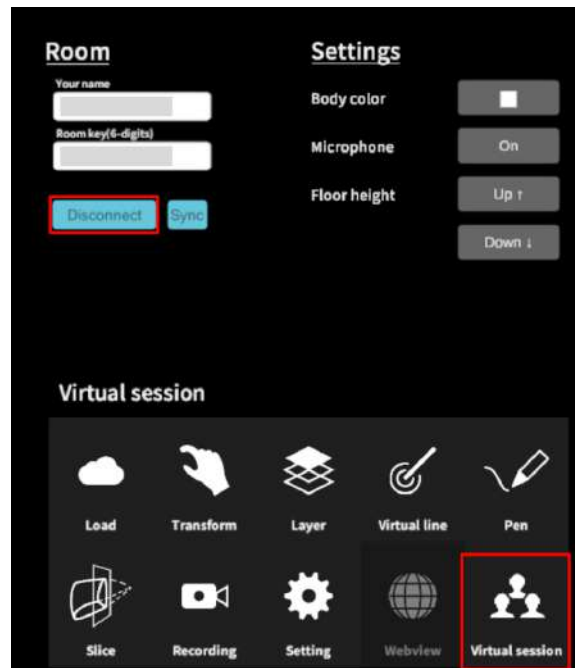 Room
Your name
Room key(6-digits)
Disconnect
Sync
Settings
Body color
Microphone
On
Floor height
Up ↑
Down ↓
Virtual session
Load
Transform
Layer
Virtual line
Pen
Slice
Recording
Setting
Webview
Virtual session